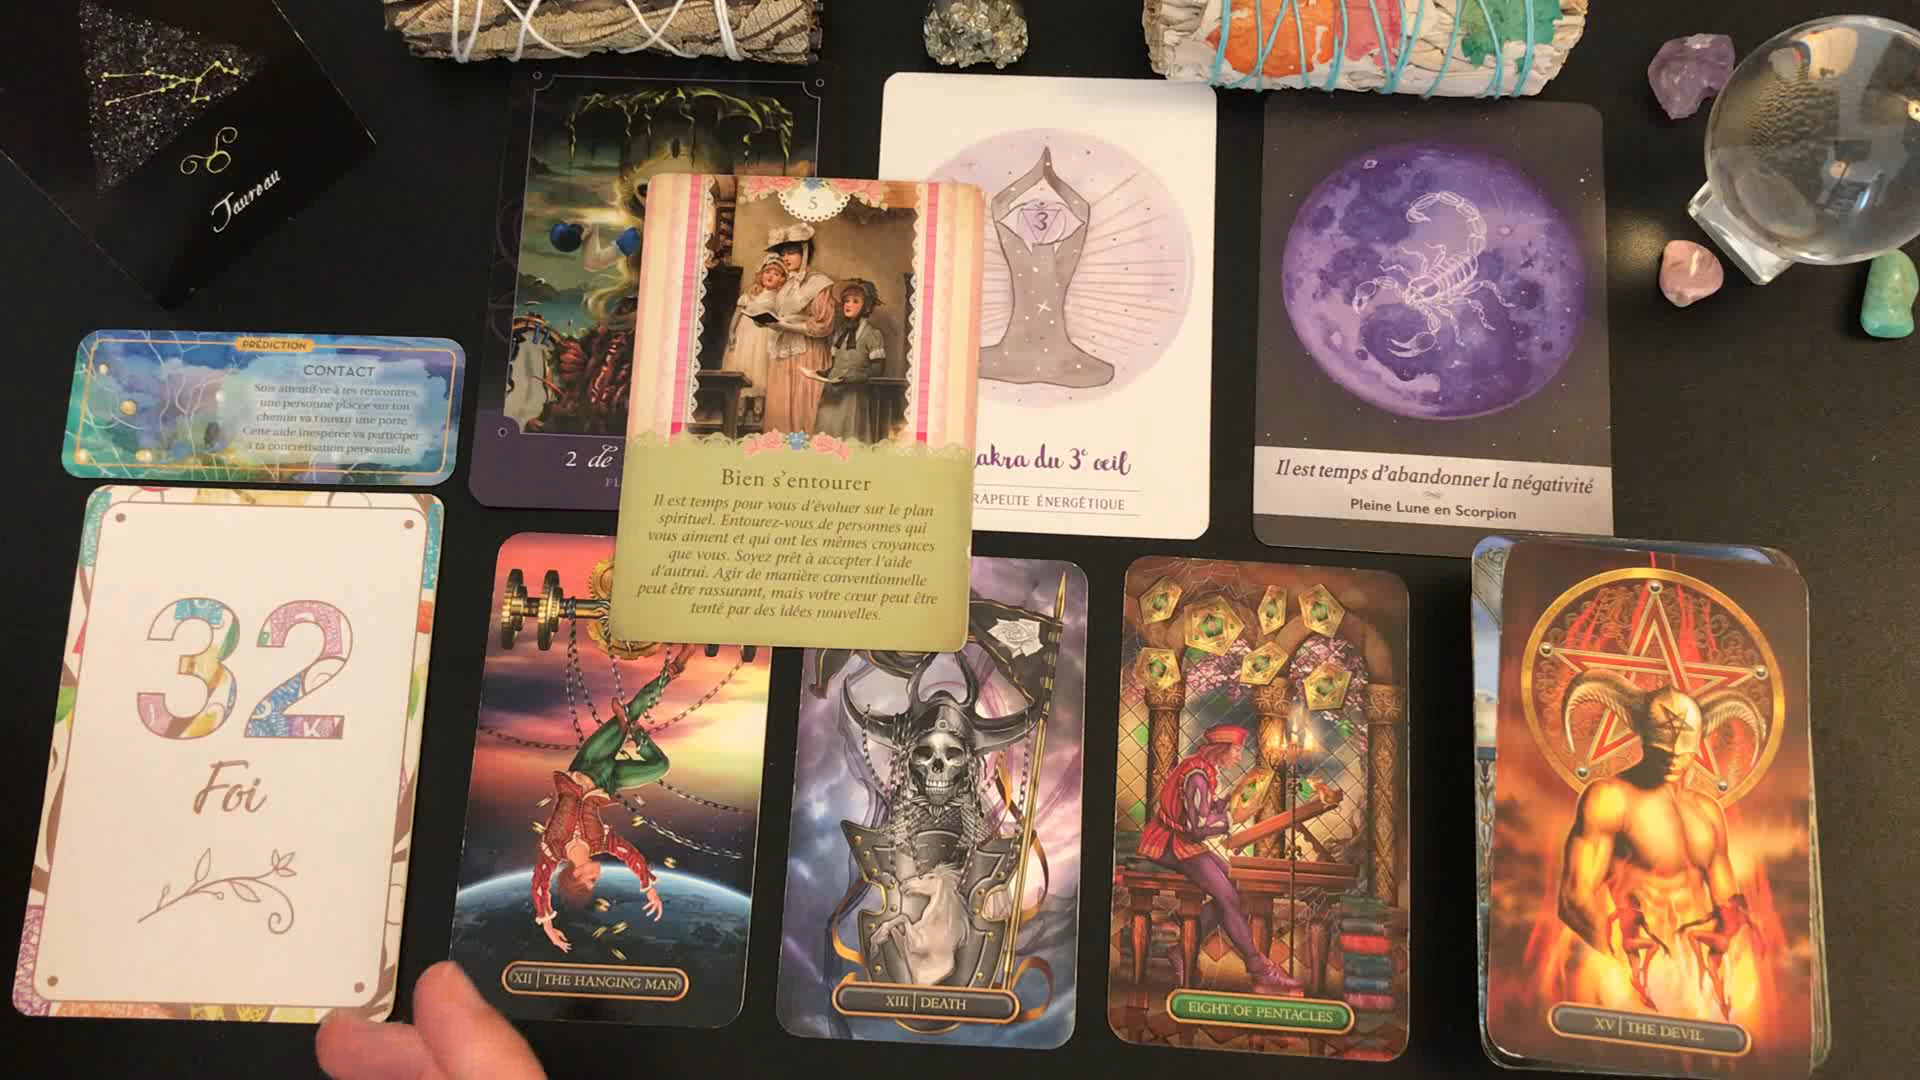 Taureau
PRÉDICTION
CONTACT
Sois attentif·ve à tes rencontres,
une personne placée sur ton
chemin va t'ouvrir une porte.
Cette aide inespérée va participer
à ta concrétisation personnelle.
2 de
FL
5
Bien s'entourer
Il est temps pour vous d'évoluer sur le plan
spirituel. Entourez-vous de personnes qui
vous aiment et qui ont les mêmes croyances
que vous. Soyez prêt à accepter l'aide
d'autrui. Agir de manière conventionnelle
peut être rassurant, mais votre cœur peut être
tenté par des idées nouvelles.
akra du 3e œil
RAPEUTE ÉNERGÉTIQUE
Il est temps d'abandonner la négativité
Pleine Lune en Scorpion
32
K
Foi
XII | THE HANGING MAN
XIII | DEATH
EIGHT OF PENTACLES
XV | THE DEVIL